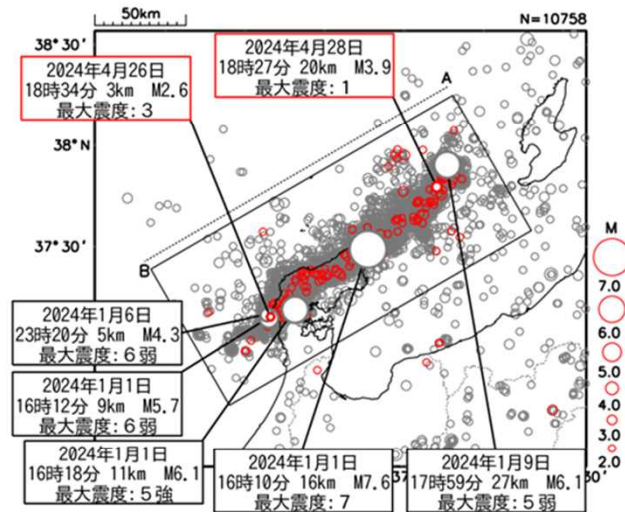 50km
N=10758
38°30'
2024年4月28日
18時27分 20km M3.9
最大震度:1
2024年4月26日
18時34分 3km M2.6
最大震度:3
A
38°N
37°30'
B
M
7.0
6.0
5.0
4.0
3.0
2.0
2024年1月6日
23時20分 5km M4.3
最大震度:6弱
2024年1月1日
16時12分 9km M5.7
最大震度:6弱
2024年1月1日
16時18分 11km M6.1
最大震度:5強
2024年1月1日
16時10分 16km M7.6
最大震度:7
2024年1月9日
17時59分 27km M6.1
最大震度:5弱